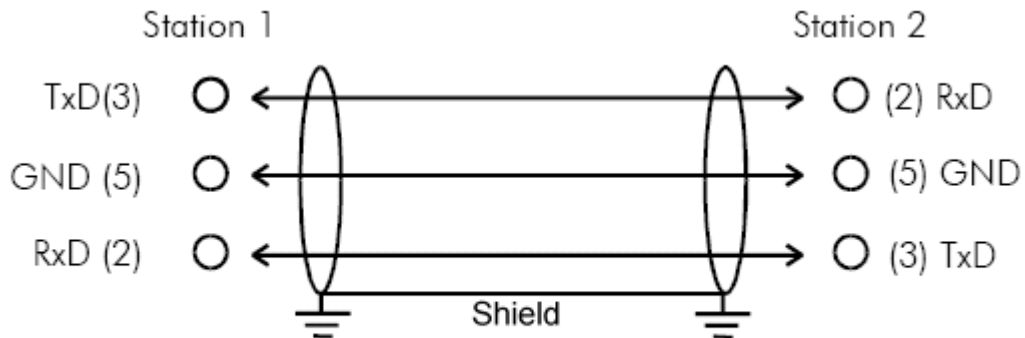 Station 1 Station 2
TxD(3) (2) RxD
GND (5) (5) GND
RxD (2) (3) TxD
Shield